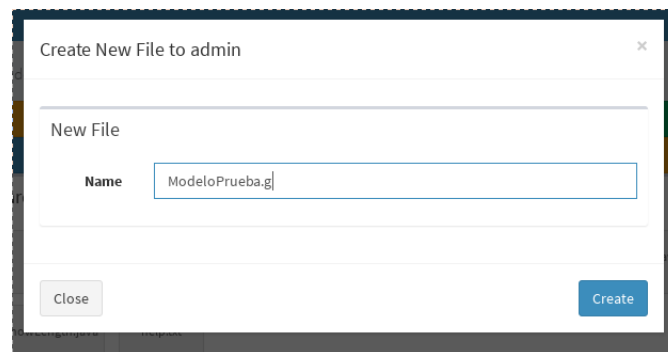 Create New File to admin ×
New File
Name ModeloPrueba.g
Close Create
help.txt